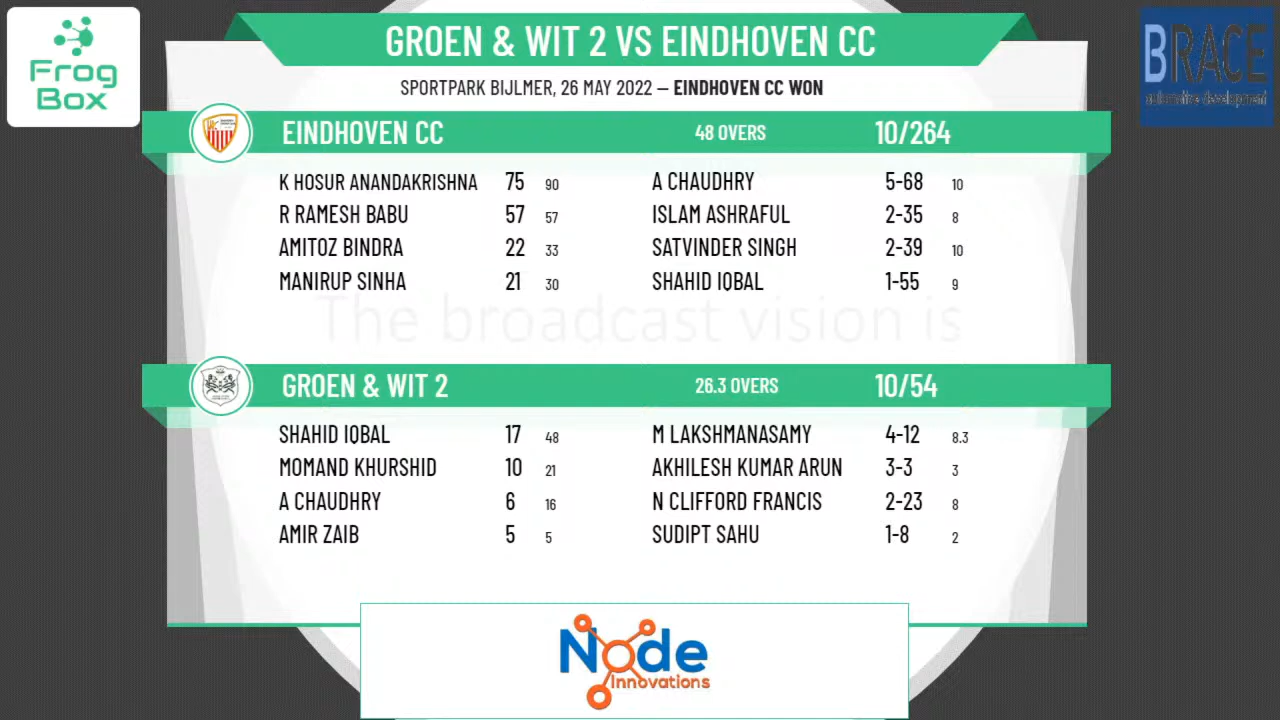 Frog
Box
GROEN & WIT 2 VS EINDHOVEN CC
BRACE
automotive development
SPORTPARK BIJLMER, 26 MAY 2022 – EINDHOVEN CC WON
EINDHOVEN CC 48 OVERS 10/264
K HOSUR ANANDAKRISHNA 75 90 A CHAUDHRY 5-68 10
R RAMESH BABU 57 57 ISLAM ASHRAFUL 2-35 8
AMITOZ BINDRA 22 33 SATVINDER SINGH 2-39 10
MANIRUP SINHA 21 30 SHAHID IQBAL 1-55 9
The broadcast vision is
GROEN & WIT 2 26.3 OVERS 10/54
SHAHID IQBAL 17 48 M LAKSHMANASAMY 4-12 8.3
MOMAND KHURSHID 10 21 AKHILESH KUMAR ARUN 3-3 3
A CHAUDHRY 6 16 N CLIFFORD FRANCIS 2-23 8
AMIR ZAIB 5 5 SUDIPT SAHU 1-8 2
Node
Innovations